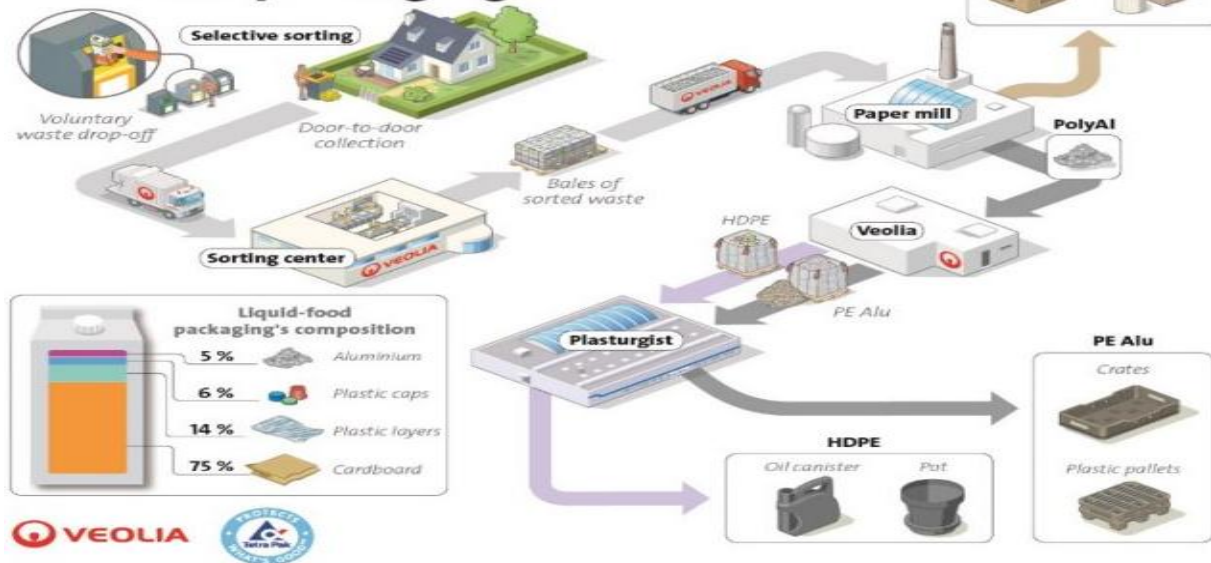 Selective sorting
Voluntary
waste drop-off
Door-to-door
collection
VEOLIA
Paper mill
PolyAl
Bales of
sorted waste
HDPE
Veolia
Sorting center
VEOLIA
PE Alu
Liquid-food
packaging's composition
5 % Aluminium
6 % Plastic caps
14 % Plastic layers
75 % Cardboard
Plasturgist
PE Alu
Crates
HDPE
Oil canister Pot
Plastic pallets
VEOLIA
PROTECTS
Tetra Pak
WHAT'S GOOD